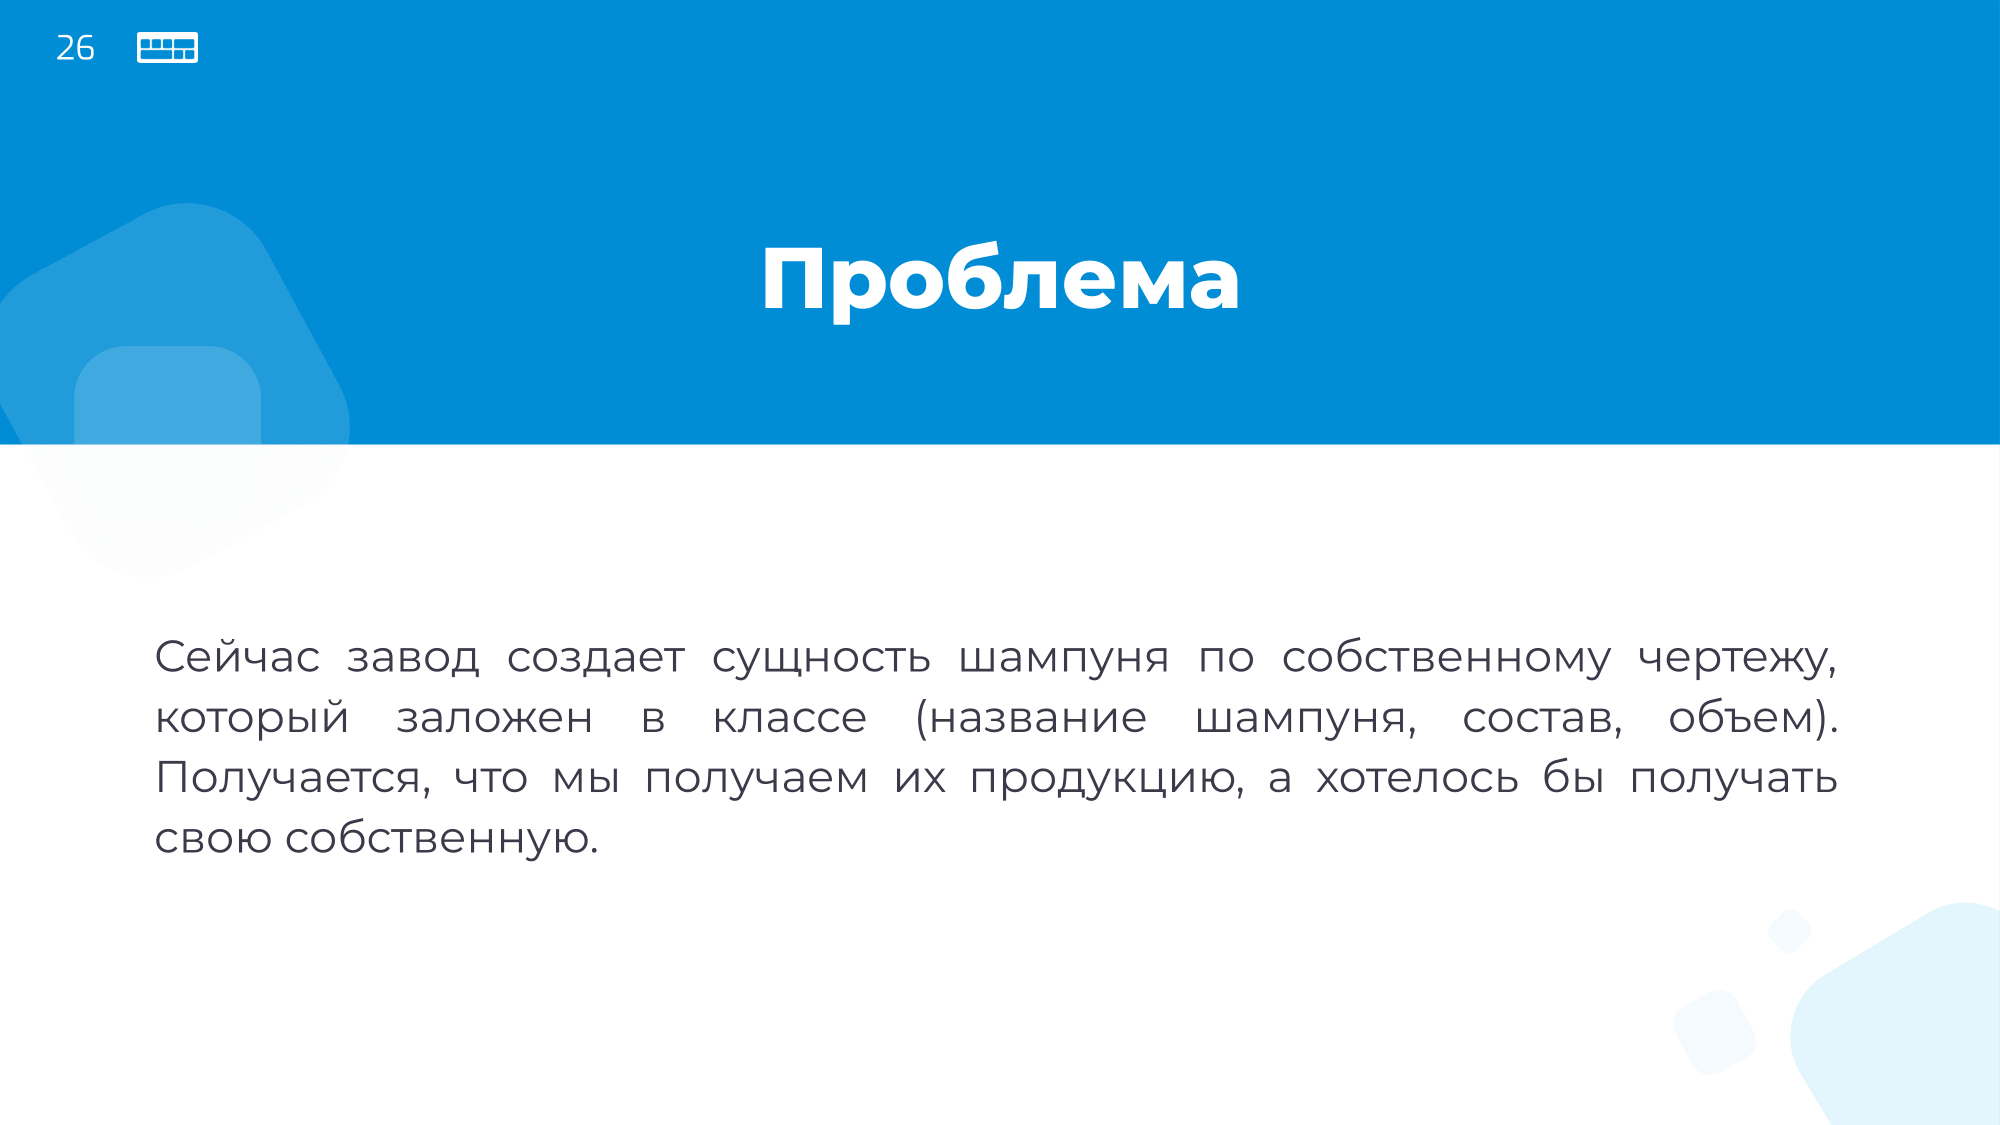 26
Проблема
Сейчас завод создает сущность шампуня по собственному чертежу,
который заложен в классе (название шампуня, состав, объем).
Получается, что мы получаем их продукцию, а хотелось бы получать
свою собственную.